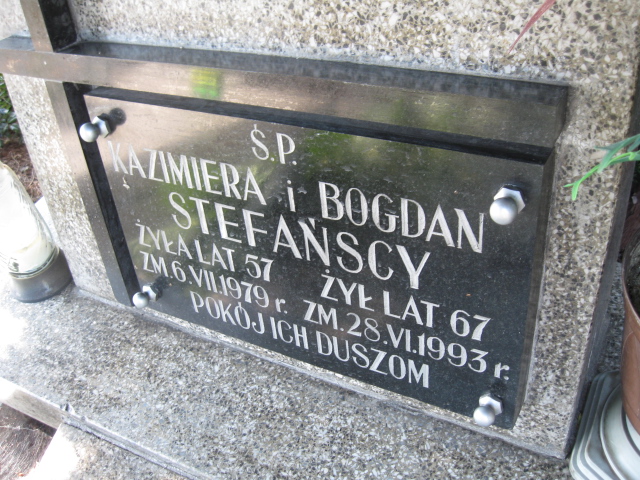 Ś.P.
KAZIMIERA i BOGDAN
STEFAŃSCY
ŻYŁA LAT 57 ŻYŁ LAT 67
ZM. 6.VII.1979 r. ZM. 28.VI.1993 r.
POKÓJ ICH DUSZOM